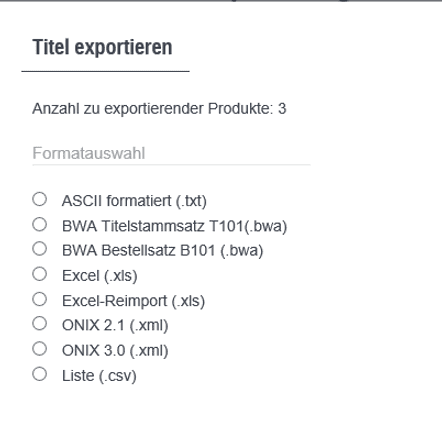 Titel exportieren
Anzahl zu exportierender Produkte: 3
Formatauswahl
ASCII formatiert (.txt)
BWA Titelstammsatz T101(.bwa)
BWA Bestellsatz B101 (.bwa)
Excel (.xls)
Excel-Reimport (.xls)
ONIX 2.1 (.xml)
ONIX 3.0 (.xml)
Liste (.csv)